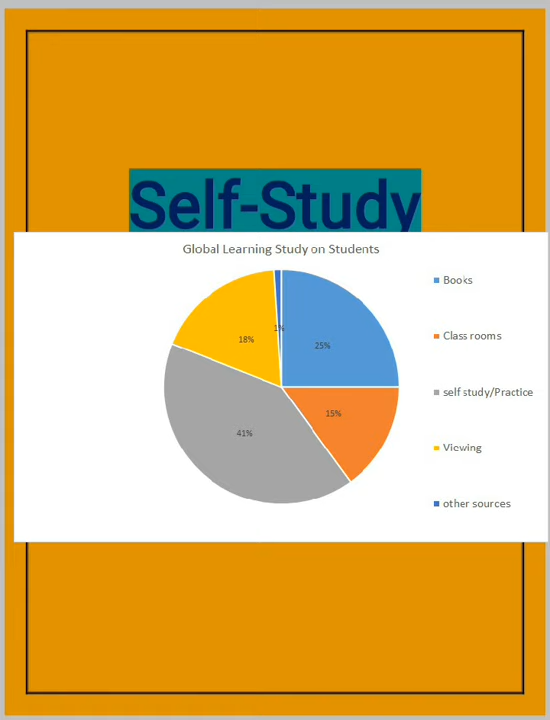 Self-Study
Global Learning Study on Students
Books
Class rooms
self study/Practice
Viewing
other sources
1%
18%
25%
15%
41%